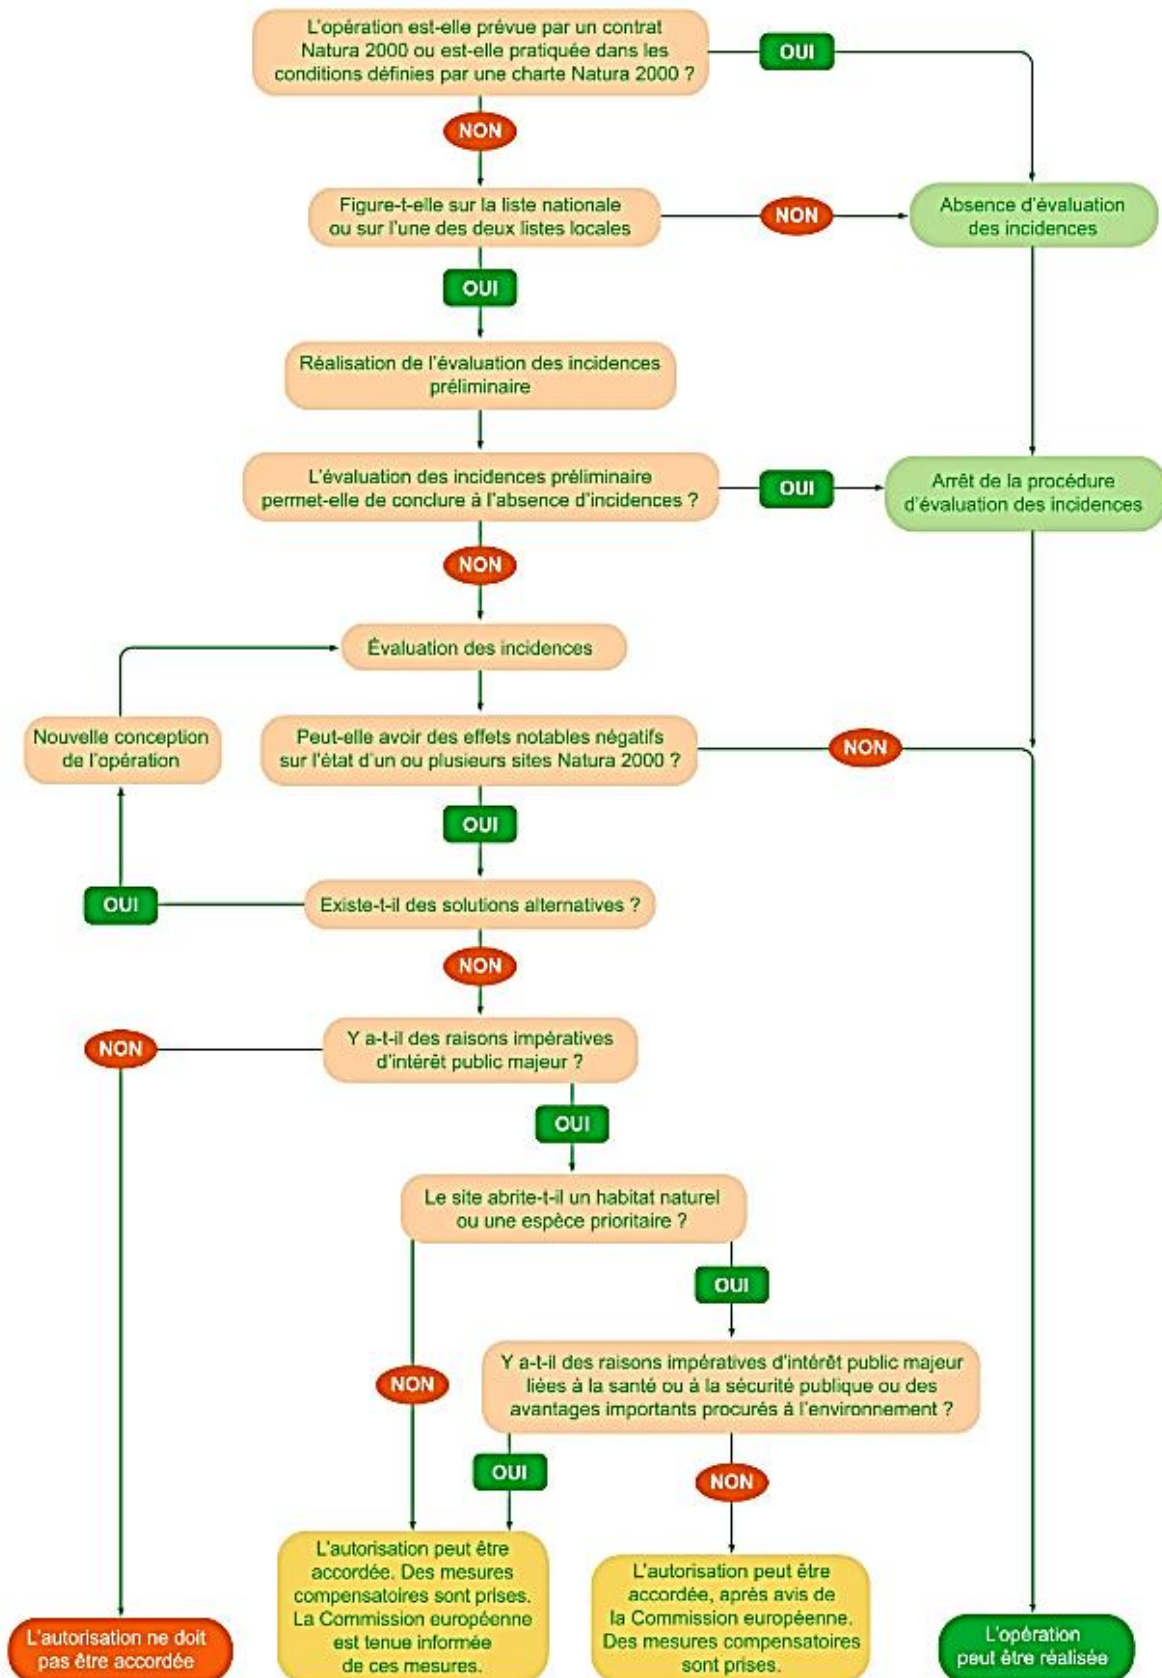 L'opération est-elle prévue par un contrat
Natura 2000 ou est-elle pratiquée dans les
conditions définies par une charte Natura 2000 ?
OUI
NON
Figure-t-elle sur la liste nationale
ou sur l'une des deux listes locales
NON
Absence d'évaluation
des incidences
OUI
Réalisation de l'évaluation des incidences
préliminaire
L'évaluation des incidences préliminaire
permet-elle de conclure à l'absence d'incidences ?
OUI
Arrêt de la procédure
d'évaluation des incidences
NON
Évaluation des incidences
Nouvelle conception
de l'opération
Peut-elle avoir des effets notables négatifs
sur l'état d'un ou plusieurs sites Natura 2000 ?
NON
OUI
OUI
Existe-t-il des solutions alternatives ?
NON
NON
Y a-t-il des raisons impératives
d'intérêt public majeur ?
OUI
Le site abrite-t-il un habitat naturel
ou une espèce prioritaire ?
OUI
NON
Y a-t-il des raisons impératives d'intérêt public majeur
liées à la santé ou à la sécurité publique ou des
avantages importants procurés à l'environnement ?
OUI
NON
L'autorisation ne doit
pas être accordée
L'autorisation peut être
accordée. Des mesures
compensatoires sont prises.
La Commission européenne
est tenue informée
de ces mesures.
L'autorisation peut être
accordée, après avis de
la Commission européenne.
Des mesures compensatoires
sont prises.
L'opération
peut être réalisée